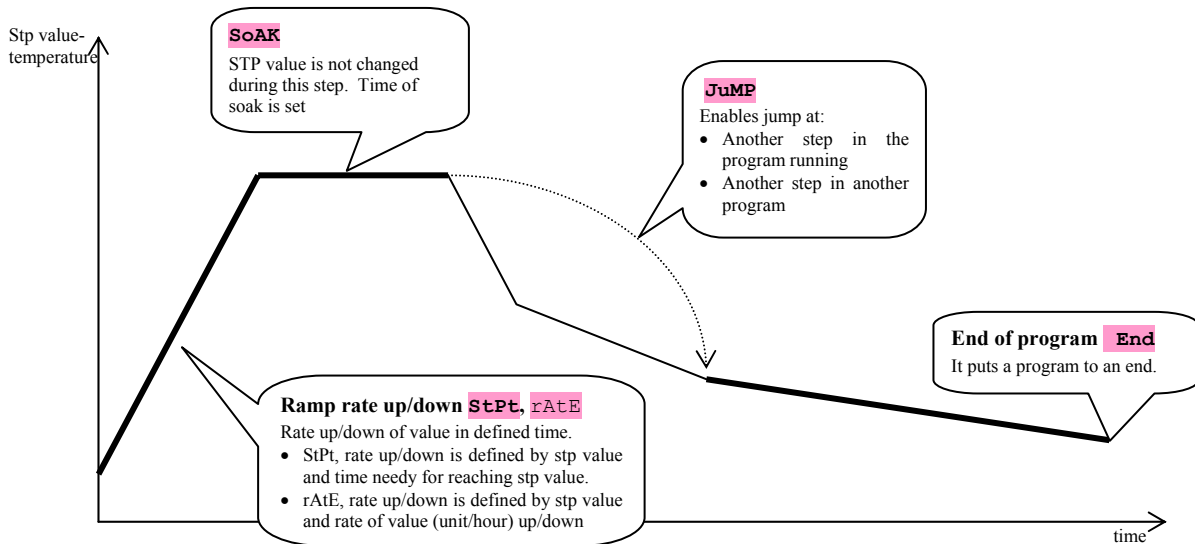 Stp value-
temperature
SoAK
STP value is not changed
during this step. Time of
soak is set
JuMP
Enables jump at:
• Another step in the
program running
• Another step in another
program
End of program End
It puts a program to an end.
Ramp rate up/down StPt, rAtE
Rate up/down of value in defined time.
• StPt, rate up/down is defined by stp value
and time needy for reaching stp value.
• rAtE, rate up/down is defined by stp value
and rate of value (unit/hour) up/down
time